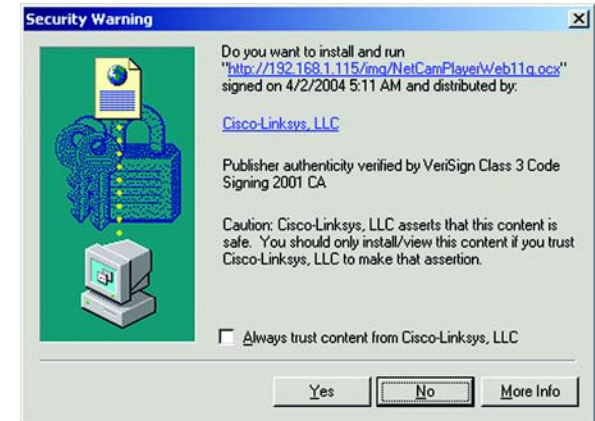 Security Warning
Do you want to install and run
"http://192.168.1.115/img/NetCamPlayerWeb11g.ocx"
signed on 4/2/2004 5:11 AM and distributed by:
Cisco-Linksys, LLC
Publisher authenticity verified by VeriSign Class 3 Code
Signing 2001 CA
Caution: Cisco-Linksys, LLC asserts that this content is
safe. You should only install/view this content if you trust
Cisco-Linksys, LLC to make that assertion.
Always trust content from Cisco-Linksys, LLC
Yes No More Info